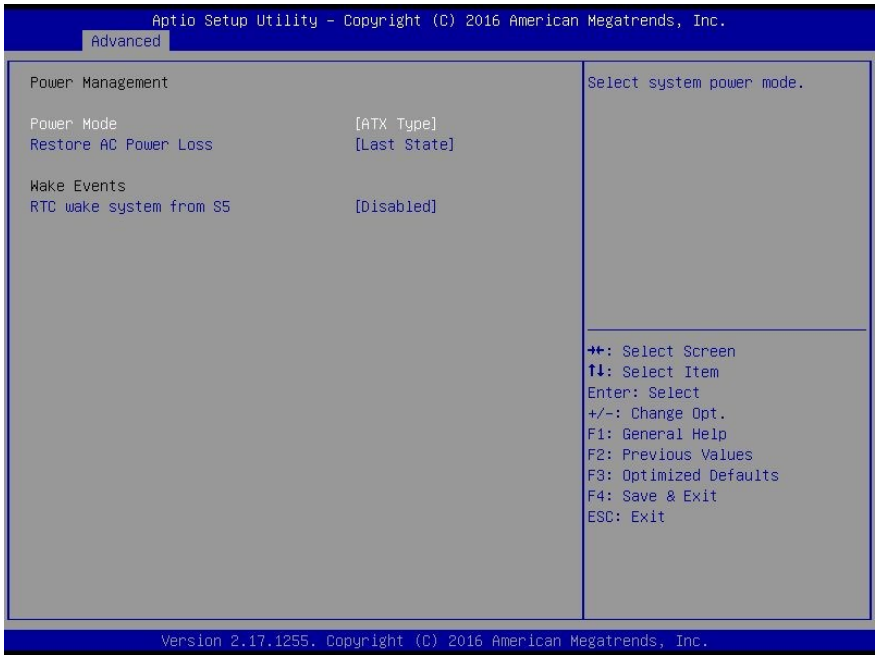 Aptio Setup Utility – Copyright (C) 2016 American Megatrends, Inc.
Advanced
Power Management
Power Mode [ATX Type]
Restore AC Power Loss [Last State]
Wake Events
RTC wake system from S5 [Disabled]
Select system power mode.
→←: Select Screen
↑↓: Select Item
Enter: Select
+/-: Change Opt.
F1: General Help
F2: Previous Values
F3: Optimized Defaults
F4: Save & Exit
ESC: Exit
Version 2.17.1255. Copyright (C) 2016 American Megatrends, Inc.